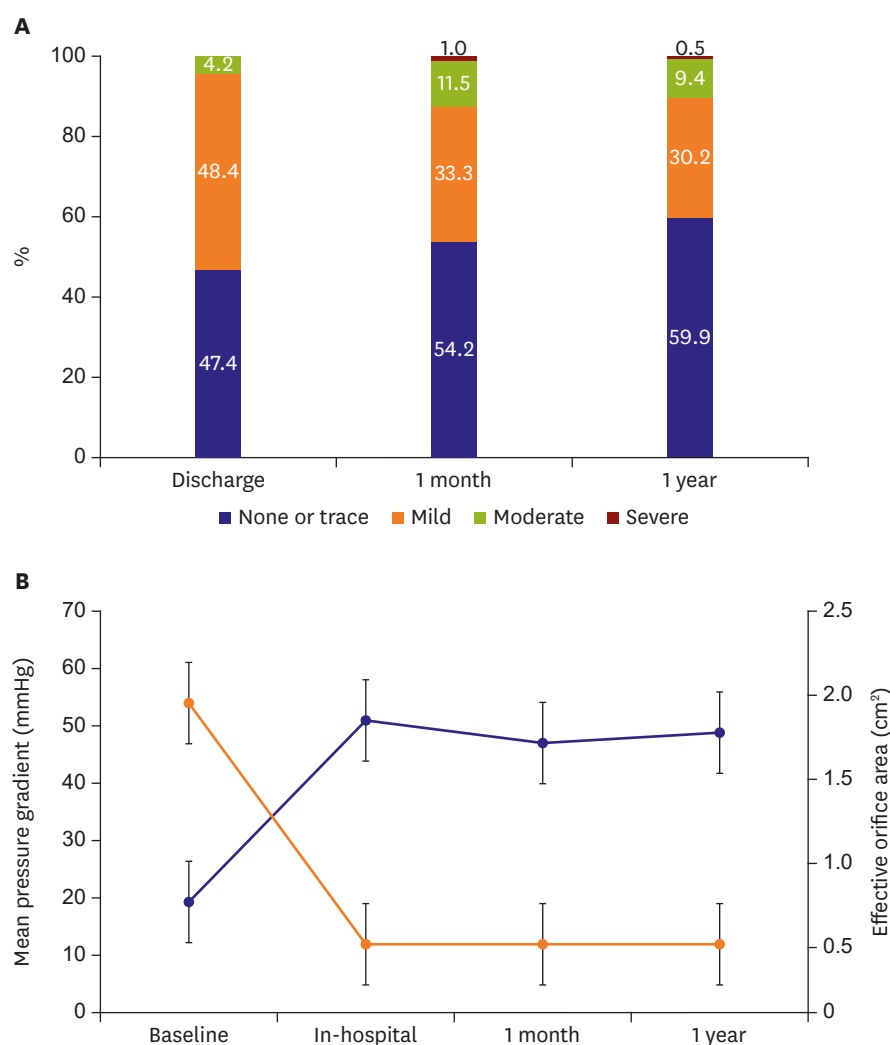 A
1.0
0.5
100
4.2
11.5
9.4
80
48.4
33.3
30.2
60
%
40
47.4
54.2
59.9
20
0
Discharge
1 month
1 year
None or trace
Mild
Moderate
Severe
B
70
2.5
60
2.0
50
1.5
40
Mean pressure gradient (mmHg)
Effective orifice area (cm²)
30
1.0
20
0.5
10
0
0
Baseline
In-hospital
1 month
1 year